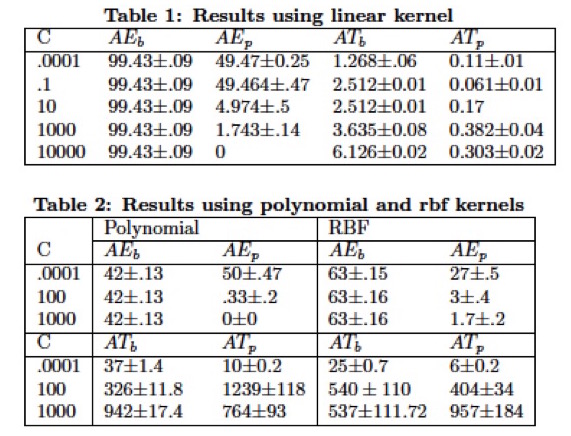 Table 1: Results using linear kernel
C AE_b AE_p AT_b AT_p
.0001 99.43±.09 49.47±0.25 1.268±.06 0.11±.01
.1 99.43±.09 49.464±.47 2.512±0.01 0.061±0.01
10 99.43±.09 4.974±.5 2.512±0.01 0.17
1000 99.43±.09 1.743±.14 3.635±0.08 0.382±0.04
10000 99.43±.09 0 6.126±0.02 0.303±0.02
Table 2: Results using polynomial and rbf kernels
Polynomial RBF
C AE_b AE_p AE_b AE_p
.0001 42±.13 50±.47 63±.15 27±.5
100 42±.13 .33±.2 63±.16 3±.4
1000 42±.13 0±0 63±.16 1.7±.2
C AT_b AT_p AT_b AT_p
.0001 37±1.4 10±0.2 25±0.7 6±0.2
100 326±11.8 1239±118 540 ± 110 404±34
1000 942±17.4 764±93 537±111.72 957±184